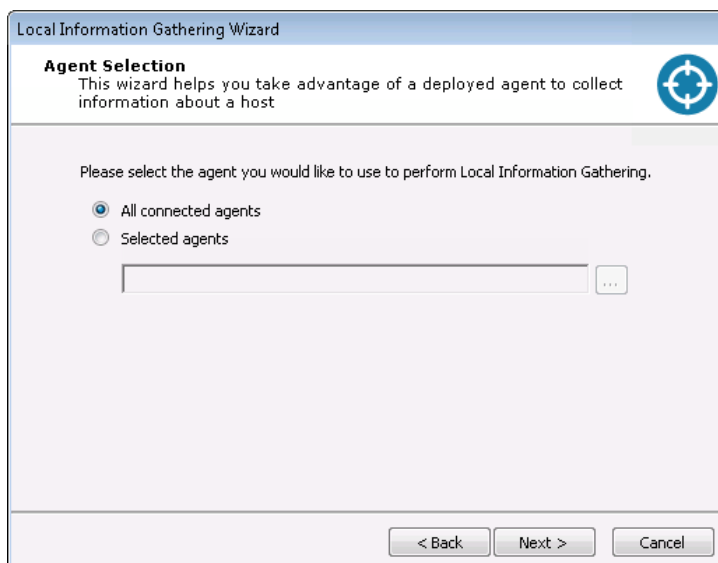 Local Information Gathering Wizard
Agent Selection
This wizard helps you take advantage of a deployed agent to collect
information about a host
Please select the agent you would like to use to perform Local Information Gathering.
All connected agents
Selected agents
...
< Back
Next >
Cancel